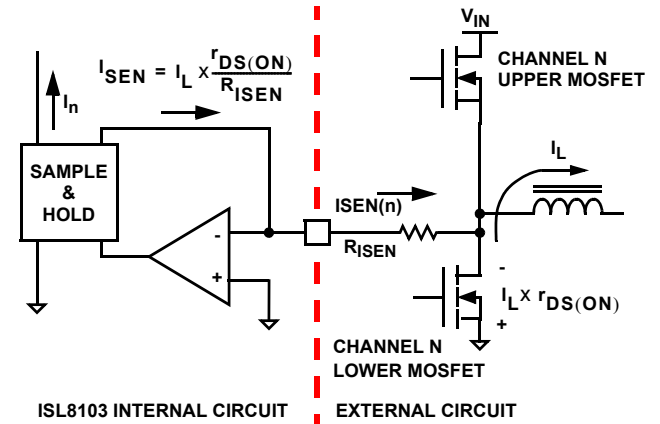 V_IN
CHANNEL N
UPPER MOSFET
I_SEN = I_L x r_DS(ON) / R_ISEN
I_n
I_L
SAMPLE
&
HOLD
ISEN(n)
R_ISEN
-
+
-
I_L x r_DS(ON)
+
CHANNEL N
LOWER MOSFET
ISL8103 INTERNAL CIRCUIT
EXTERNAL CIRCUIT